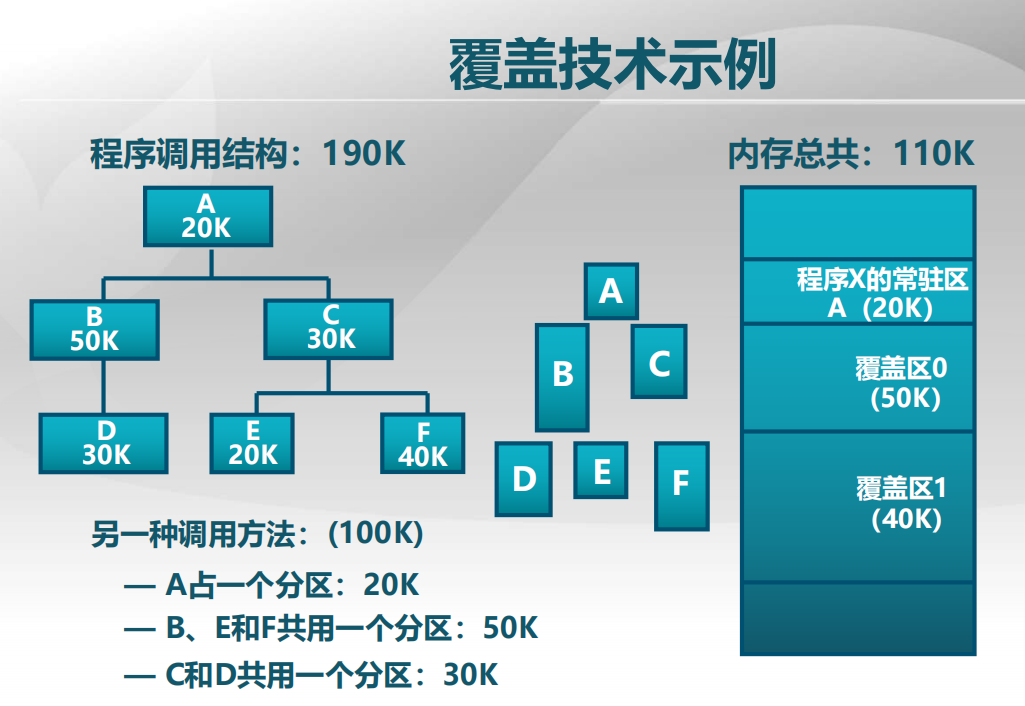 覆盖技术示例
程序调用结构：190K
内存总共：110K
A
20K
B
50K
C
30K
D
30K
E
20K
F
40K
A
B
C
D
E
F
程序X的常驻区
A（20K）
覆盖区0
（50K）
覆盖区1
（40K）
另一种调用方法：(100K)
— A占一个分区：20K
— B、E和F共用一个分区：50K
— C和D共用一个分区：30K